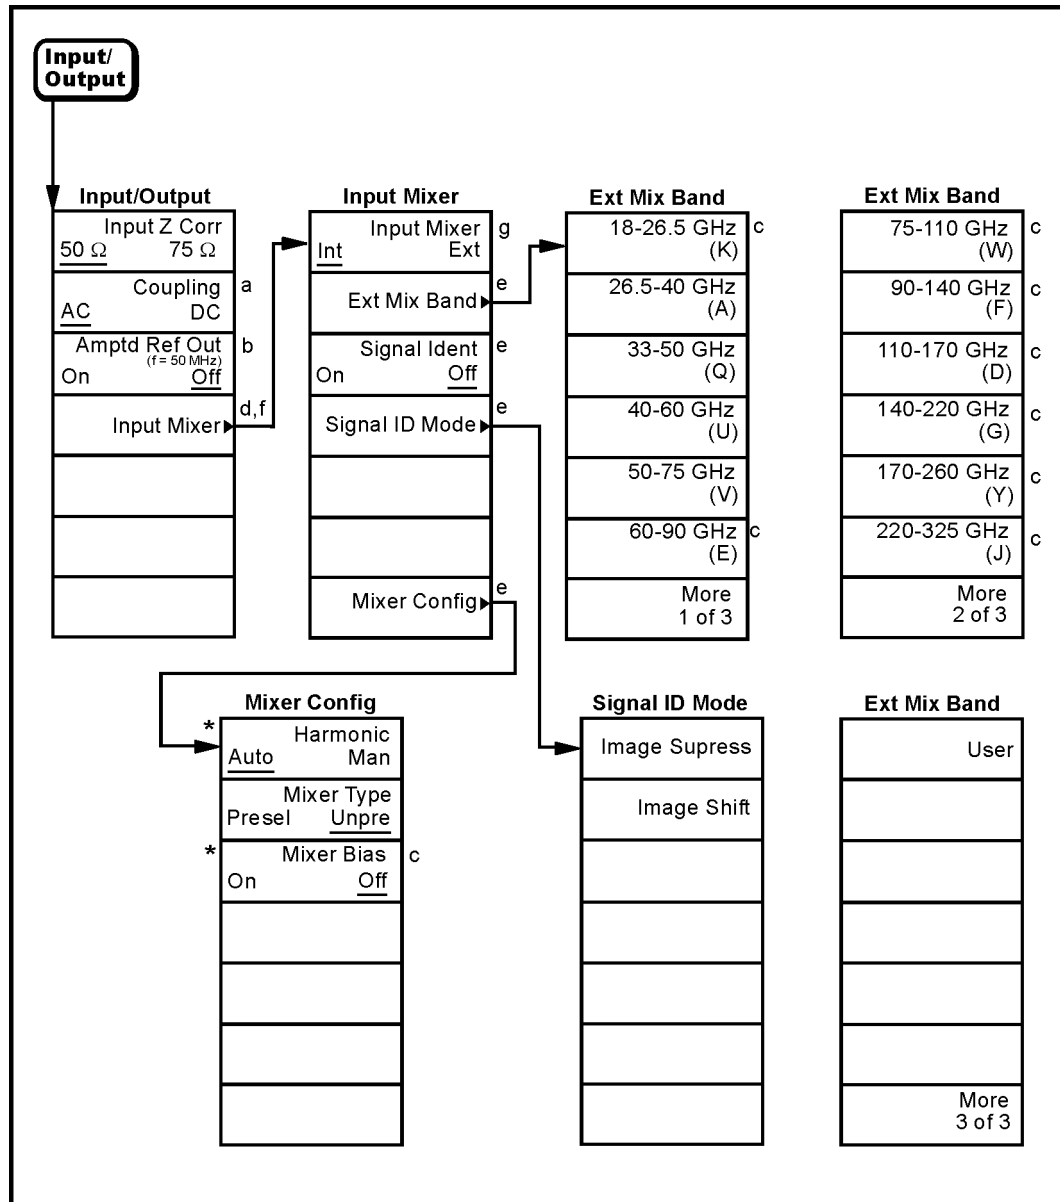 Input/
Output
Input/Output
Input Z Corr
50 Ω 75 Ω
Coupling a
AC DC
Amptd Ref Out b
(f = 50 MHz)
On Off
d,f
Input Mixer
Input Mixer
Input Mixer g
Int Ext
e
Ext Mix Band
Signal Ident e
On Off
e
Signal ID Mode
e
Mixer Config
Ext Mix Band
18-26.5 GHz c
(K)
26.5-40 GHz
(A)
33-50 GHz
(Q)
40-60 GHz
(U)
50-75 GHz
(V)
60-90 GHz c
(E)
More
1 of 3
Ext Mix Band
75-110 GHz c
(W)
90-140 GHz c
(F)
110-170 GHz c
(D)
140-220 GHz c
(G)
170-260 GHz c
(Y)
220-325 GHz c
(J)
More
2 of 3
Mixer Config
* Harmonic
Auto Man
Mixer Type
Presel Unpre
* Mixer Bias c
On Off
Signal ID Mode
Image Supress
Image Shift
Ext Mix Band
User
More
3 of 3